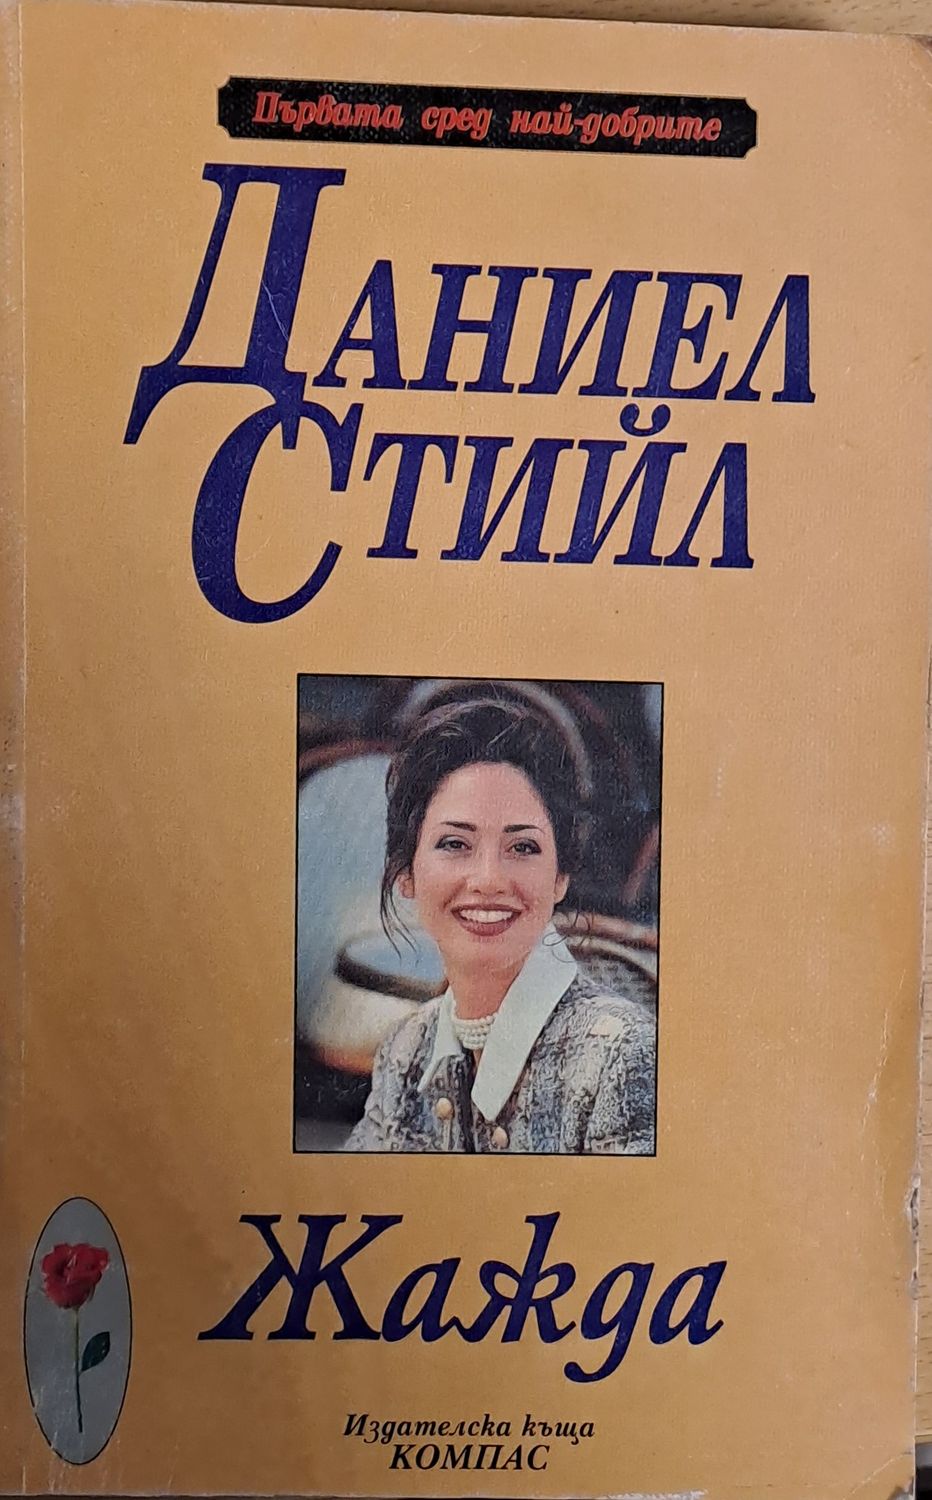 Първата сред най-добрите
ДАНИЕЛ
СТИЙЛ
Жажда
Издателска къща
КОМПАС